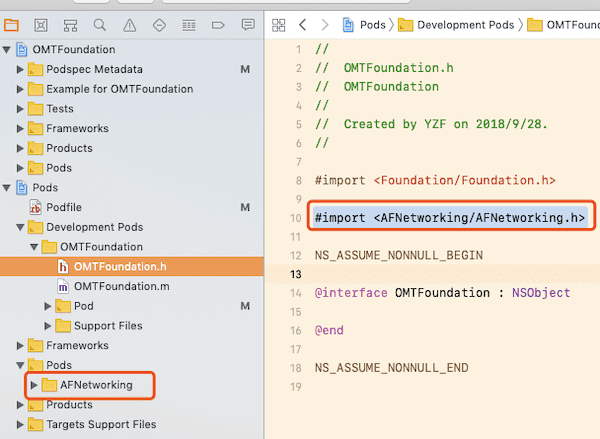 OMTFoundation
Podspec Metadata M
Example for OMTFoundation
Tests
Frameworks
Products
Pods
Pods
Podfile
Development Pods
OMTFoundation
OMTFoundation.h
OMTFoundation.m
Pod M
Support Files
Frameworks
Pods
AFNetworking
Products
Targets Support Files
Pods Development Pods OMTFoun
1 //
2 // OMTFoundation.h
3 // OMTFoundation
4 //
5 // Created by YZF on 2018/9/28.
6 //
7
8 #import <Foundation/Foundation.h>
9
10 #import <AFNetworking/AFNetworking.h>
11
12 NS_ASSUME_NONNULL_BEGIN
13
14 @interface OMTFoundation : NSObject
15
16 @end
17
18 NS_ASSUME_NONNULL_END
19